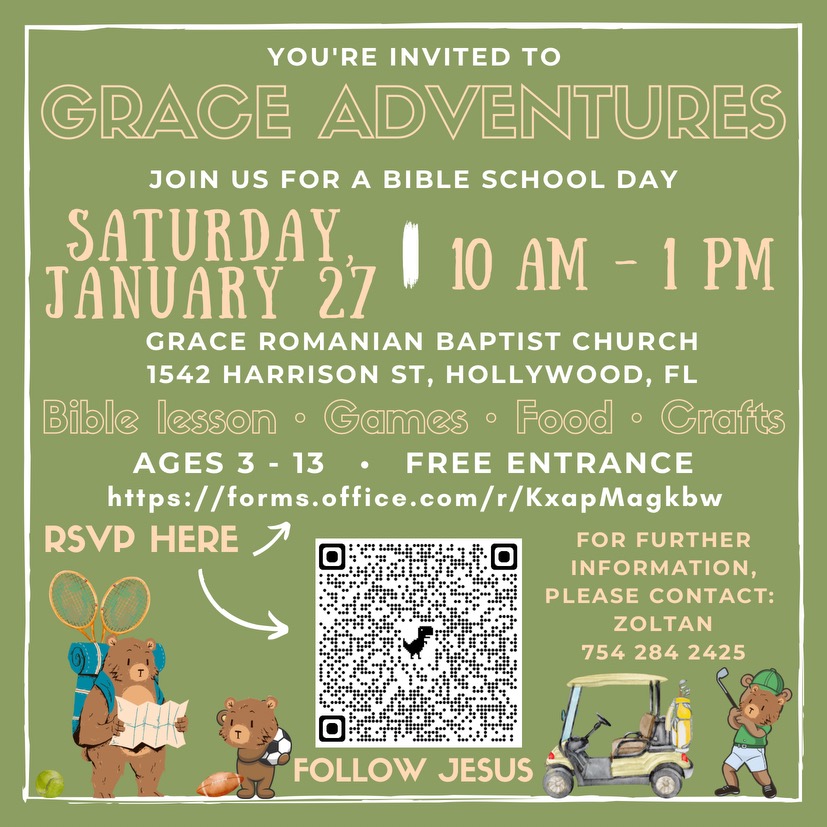 YOU'RE INVITED TO
GRACE ADVENTURES
JOIN US FOR A BIBLE SCHOOL DAY
SATURDAY,
JANUARY 27
10 AM - 1 PM
GRACE ROMANIAN BAPTIST CHURCH
1542 HARRISON ST, HOLLYWOOD, FL
Bible lesson • Games • Food • Crafts
AGES 3 - 13 • FREE ENTRANCE
https://forms.office.com/r/KxapMagkbw
RSVP HERE
FOR FURTHER
INFORMATION,
PLEASE CONTACT:
ZOLTAN
754 284 2425
FOLLOW JESUS